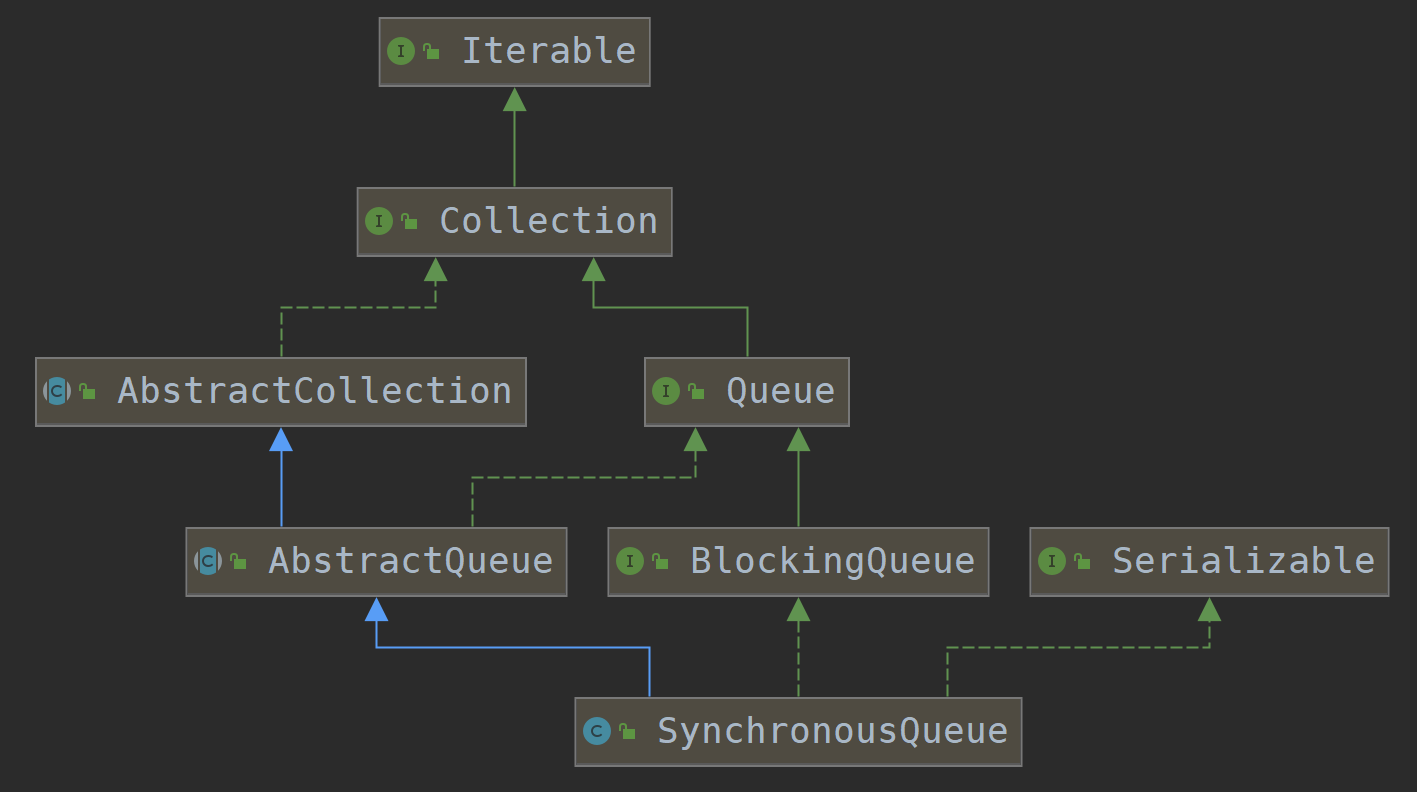 Iterable
Collection
AbstractCollection
Queue
AbstractQueue
BlockingQueue
Serializable
SynchronousQueue